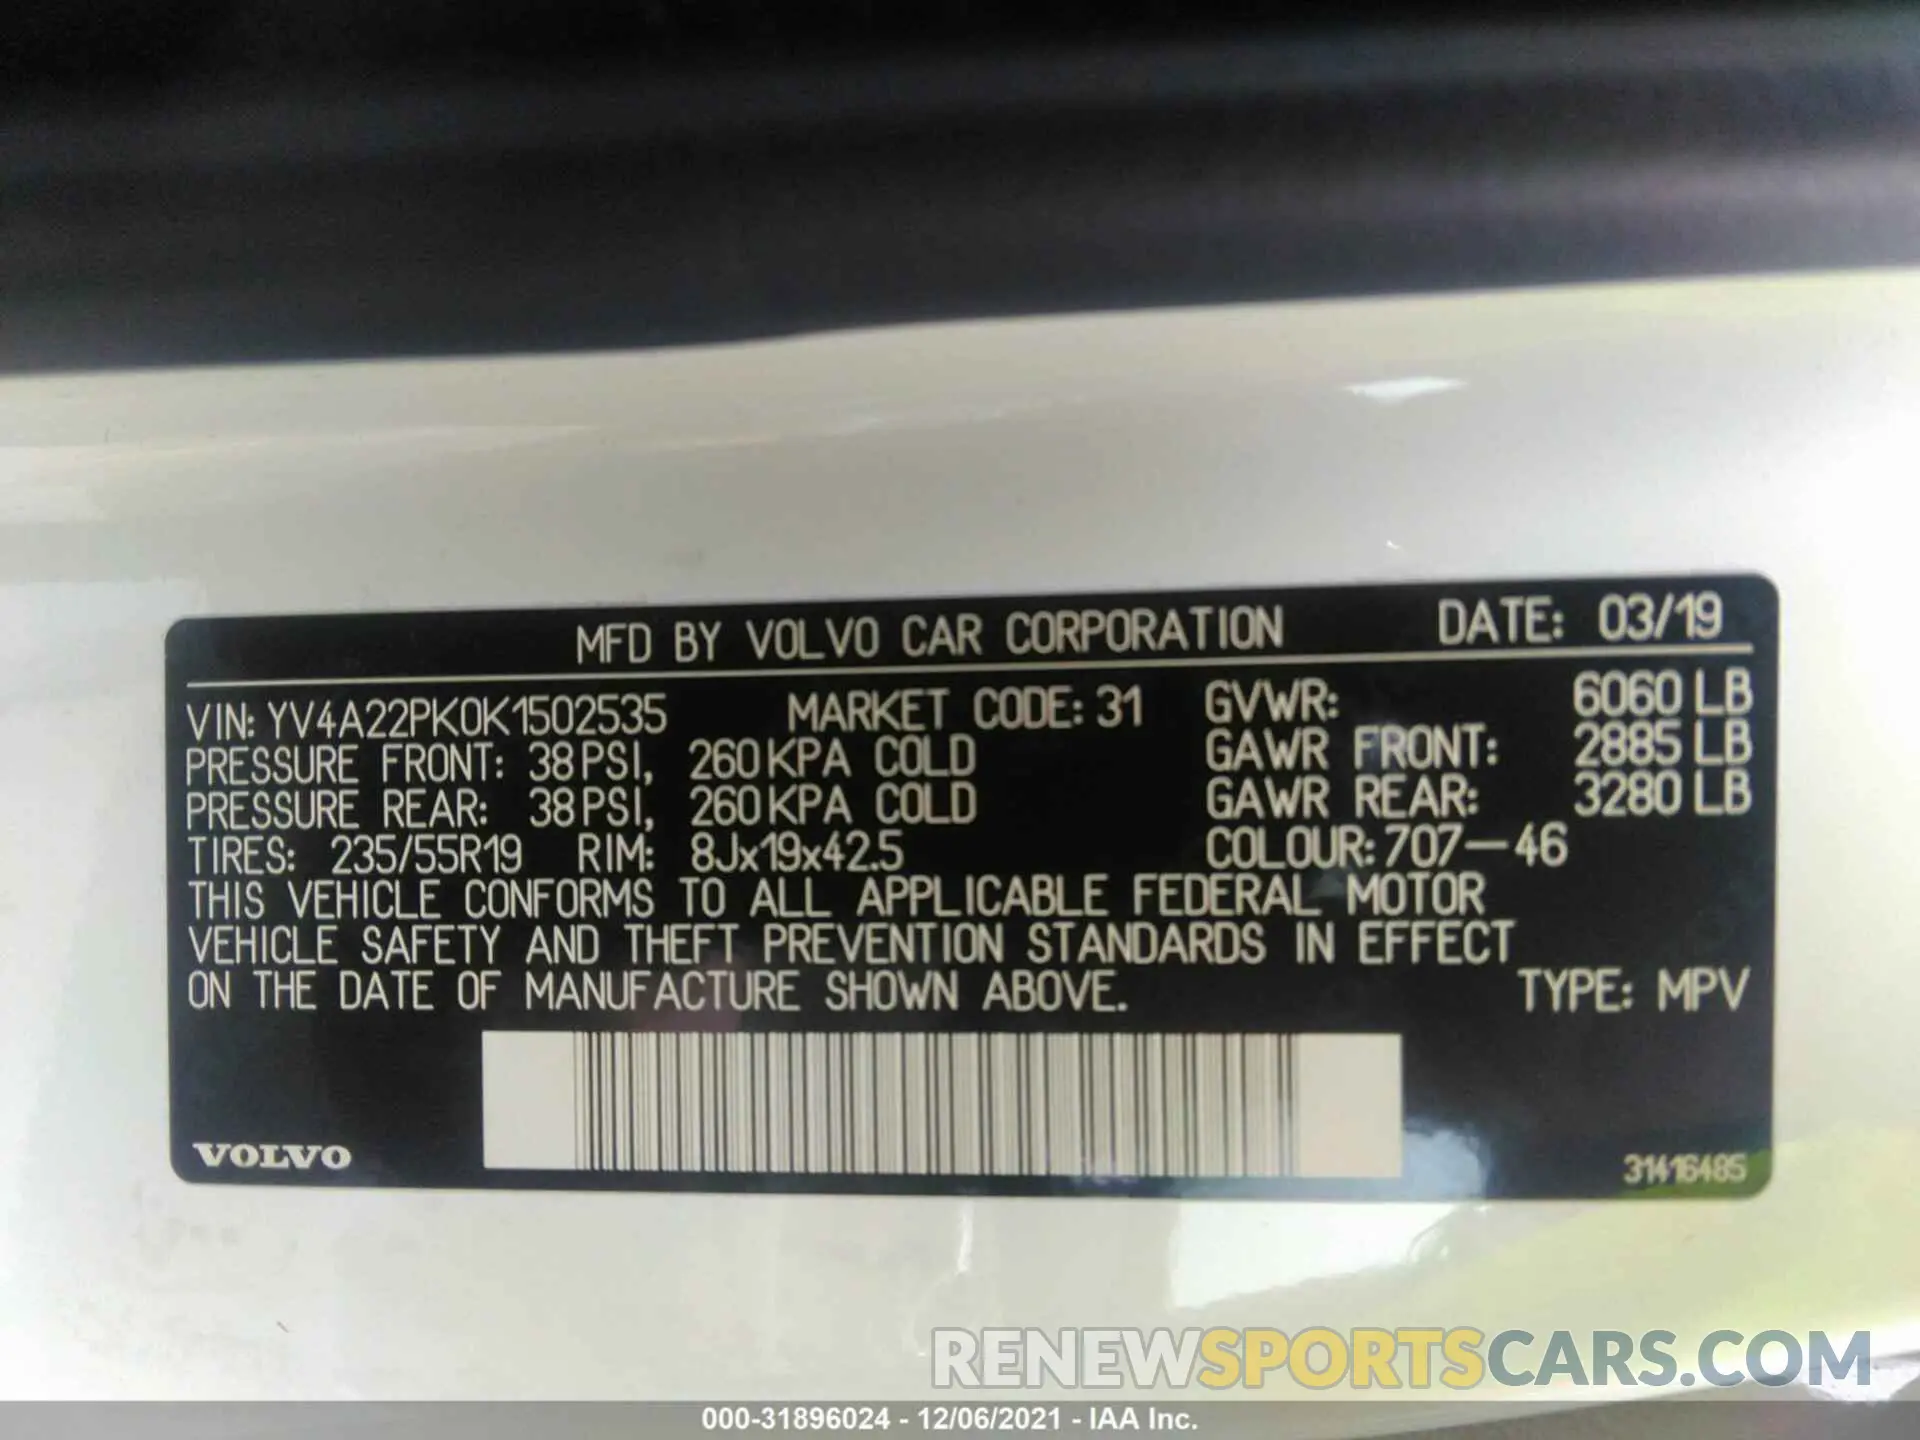 MFD BY VOLVO CAR CORPORATION DATE: 03/19
VIN: YV4A22PK0K1502535 MARKET CODE: 31 GVWR: 6060 LB
PRESSURE FRONT: 38 PSI, 260 KPA COLD GAWR FRONT: 2885 LB
PRESSURE REAR: 38 PSI, 260 KPA COLD GAWR REAR: 3280 LB
TIRES: 235/55R19 RIM: 8Jx19x42.5 COLOUR: 707-46
THIS VEHICLE CONFORMS TO ALL APPLICABLE FEDERAL MOTOR
VEHICLE SAFETY AND THEFT PREVENTION STANDARDS IN EFFECT
ON THE DATE OF MANUFACTURE SHOWN ABOVE. TYPE: MPV
VOLVO 31416485
RENEWSPORTSCARS.COM
000-31896024 - 12/06/2021 - IAA Inc.